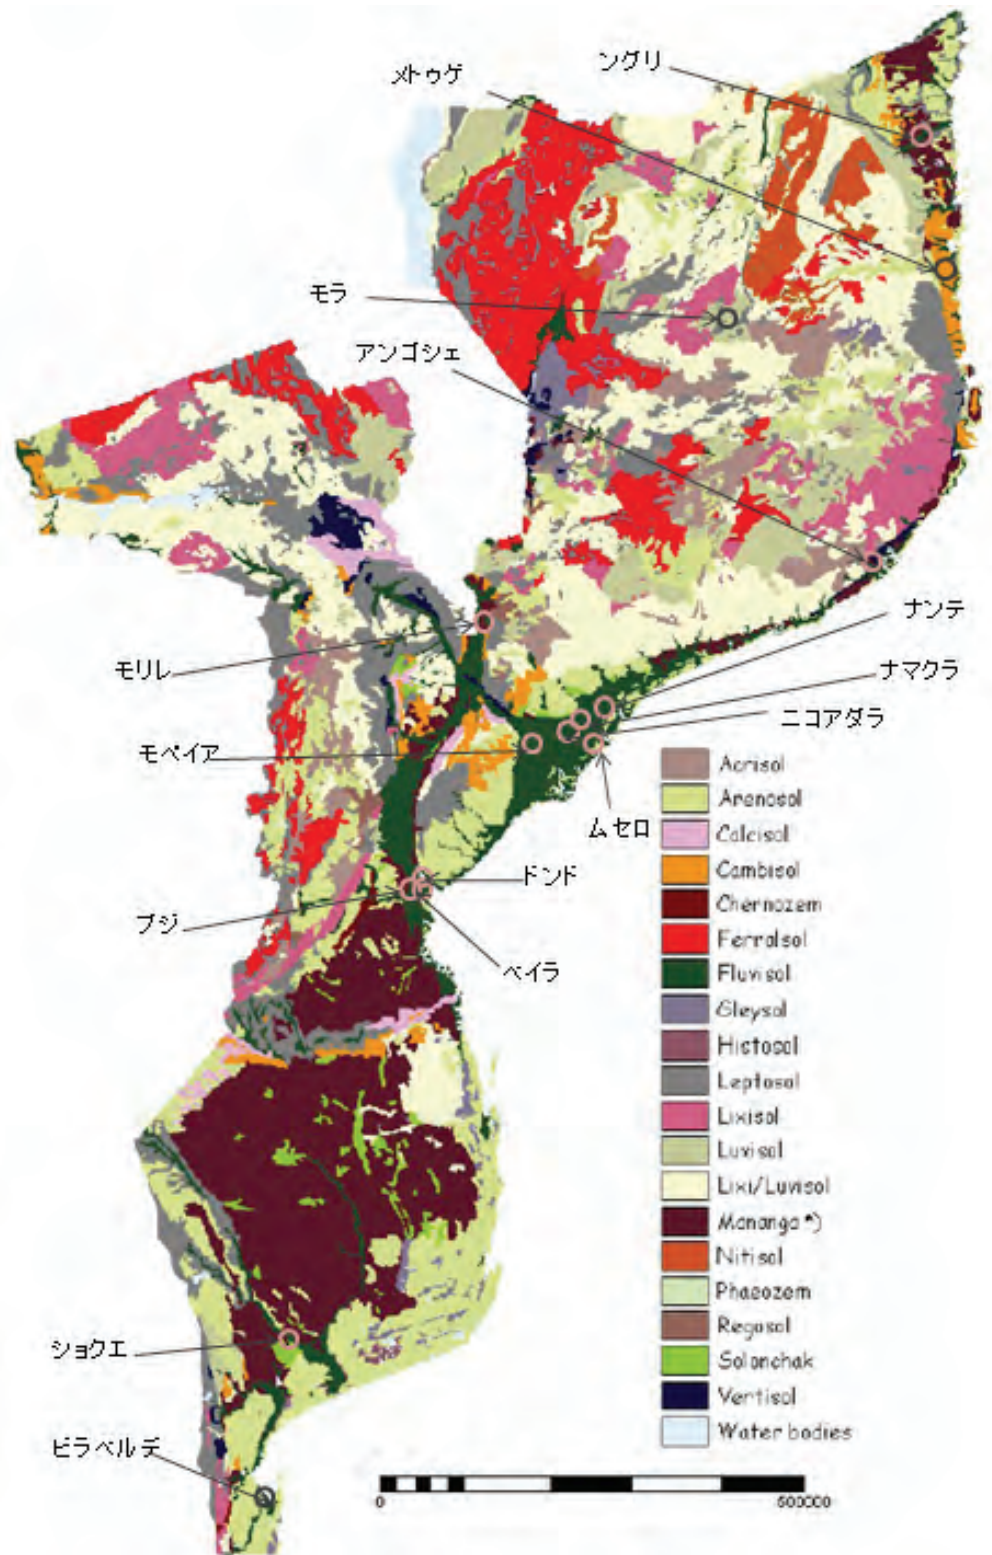 ングリ
メトゥゲ
モラ
アンゴシェ
ナンテ
モリレ
ナマクラ
ニコアダラ
モペイア
ムセロ
ドンド
ブジ
ベイラ
ショクエ
ビラベルデ
Acrisol
Arenosol
Calcisol
Cambisol
Chernozem
Ferralsol
Fluvisol
Gleysol
Histosol
Leptosol
Lixisol
Luvisol
Lixi/Luvisol
Mananga *)
Nitisol
Phaeozem
Regosol
Solonchak
Vertisol
Water bodies
0 500000